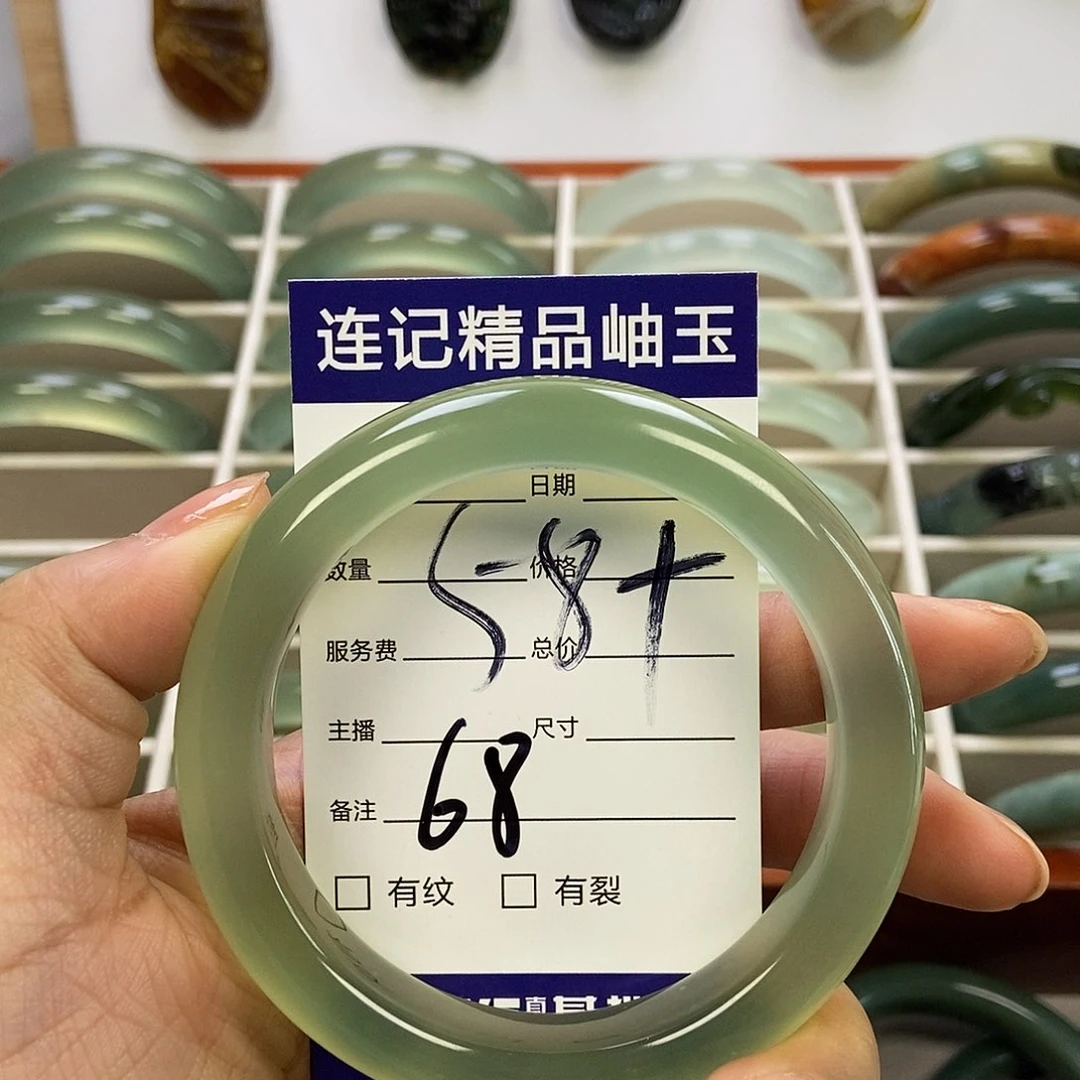 连记精品岫玉
日期
数量 价格
5-8+
服务费 总价
主播 尺寸
68
备注
有纹 有裂